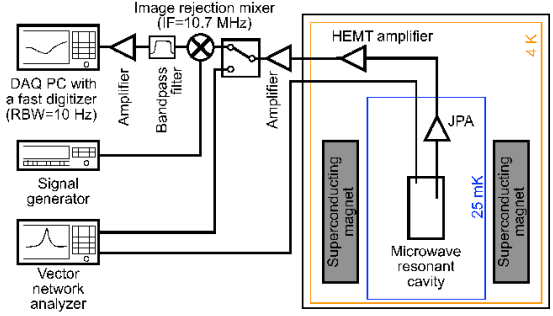 Image rejection mixer
(IF=10.7 MHz)
HEMT amplifier
4 K
DAQ PC with
a fast digitizer
(RBW=10 Hz)
Amplifier
Bandpass
filter
Amplifier
JPA
Signal
generator
Superconducting
magnet
25 mK
Superconducting
magnet
Microwave
resonant
cavity
Vector
network
analyzer